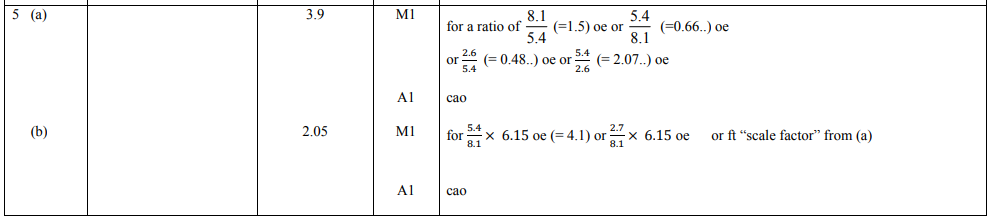 5 (a) 3.9 M1 for a ratio of 8.1/5.4 (=1.5) oe or 5.4/8.1 (=0.66..) oe
or 2.6/5.4 (= 0.48..) oe or 5.4/2.6 (= 2.07..) oe
A1 cao
(b) 2.05 M1 for 5.4/8.1 × 6.15 oe (= 4.1) or 2.7/8.1 × 6.15 oe or ft “scale factor” from (a)
A1 cao